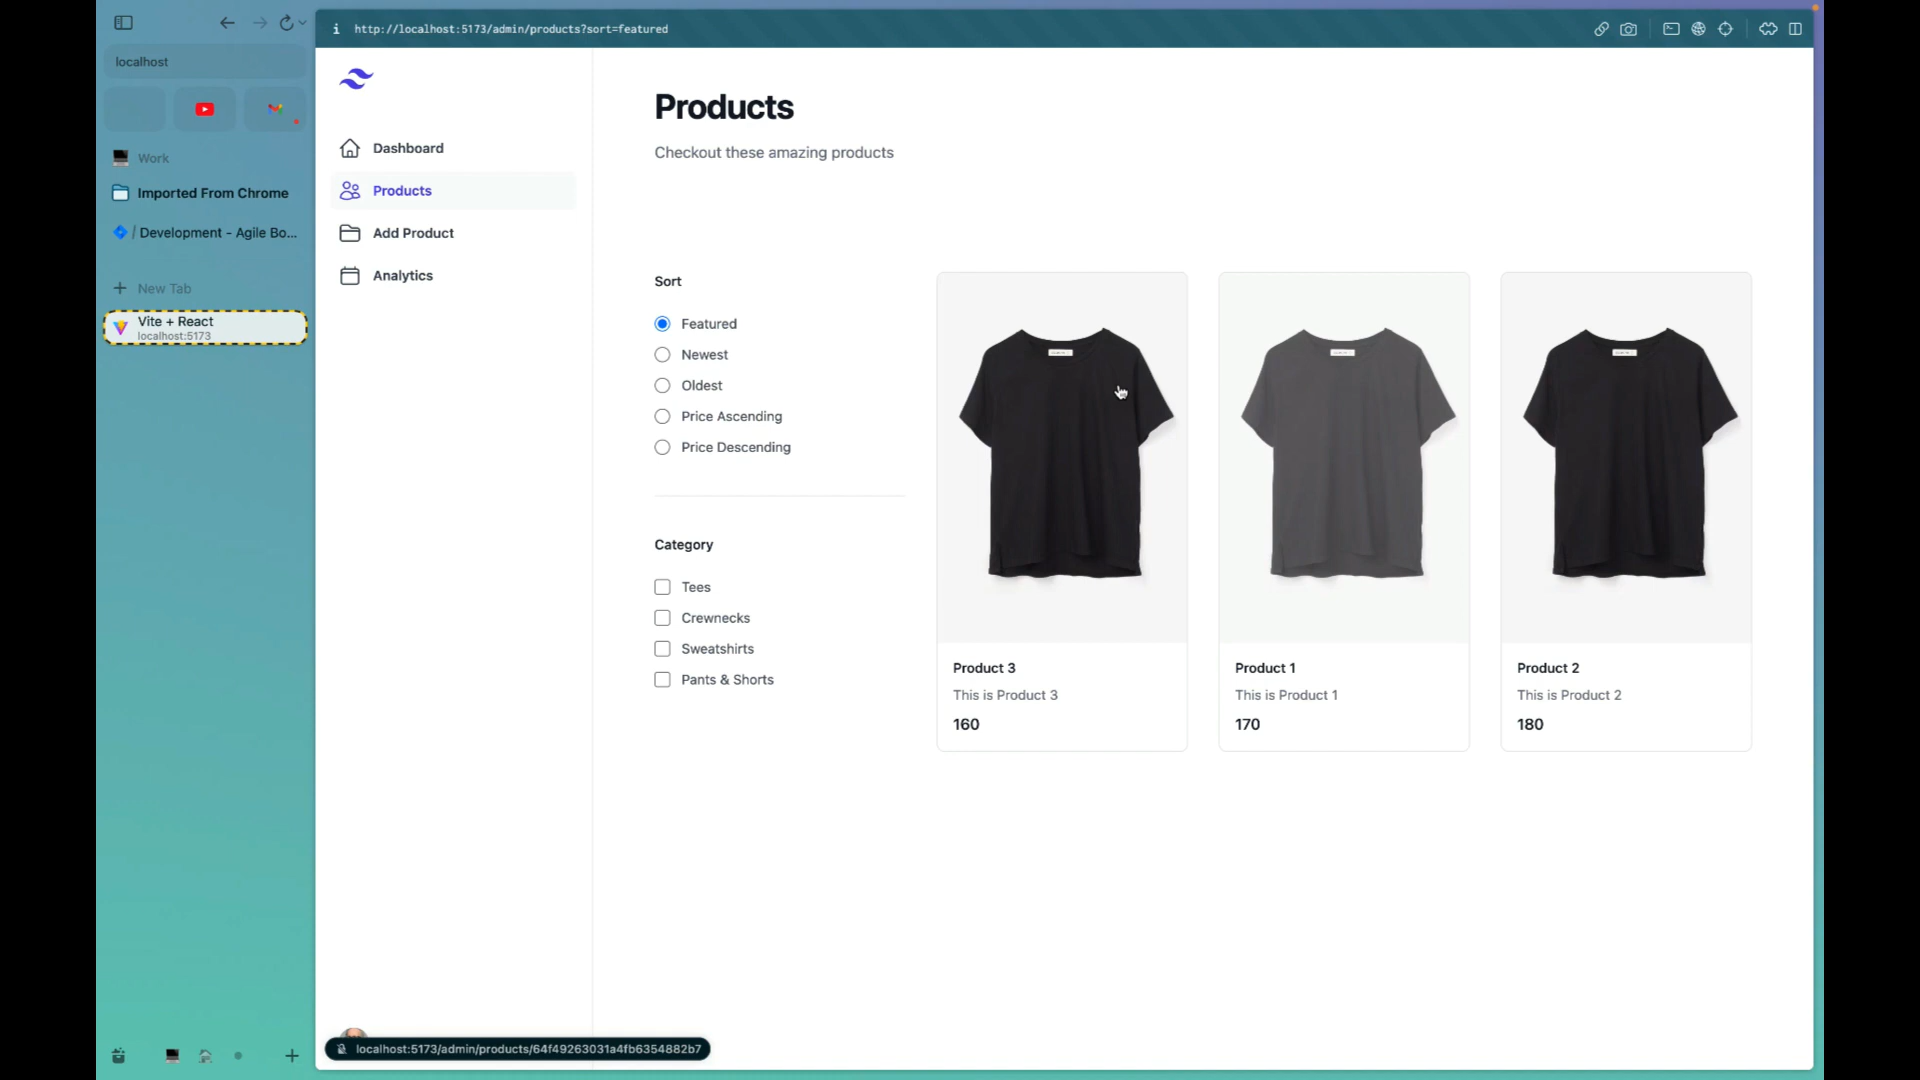 http://localhost:5173/admin/products?sort=featured
localhost
Work
Imported From Chrome
/ Development - Agile Bo...
New Tab
Vite + React
localhost:5173
Dashboard
Products
Add Product
Analytics
Products
Checkout these amazing products
Sort
Featured
Newest
Oldest
Price Ascending
Price Descending
Category
Tees
Crewnecks
Sweatshirts
Pants & Shorts
Product 3
This is Product 3
160
Product 1
This is Product 1
170
Product 2
This is Product 2
180
localhost:5173/admin/products/64f49263031a4fb6354882b7